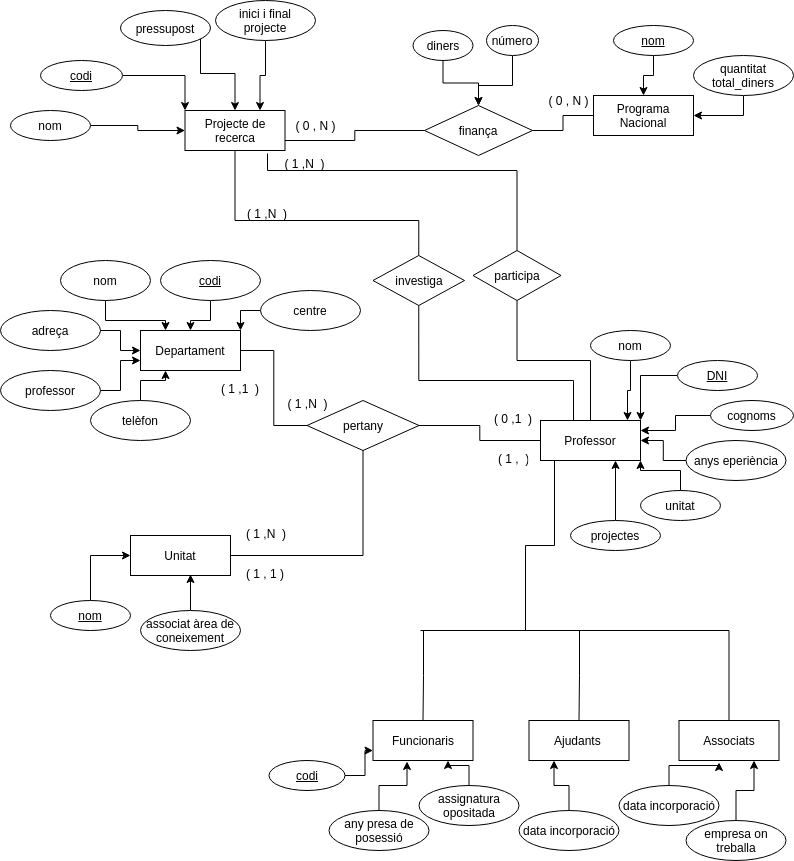 inici i final
projecte
pressupost
diners
número
nom
codi
quantitat
total_diners
nom
Projecte de
recerca
( 0 , N )
finança
( 0 , N )
Programa
Nacional
( 1 ,N )
( 1 ,N )
investiga
participa
nom
codi
centre
adreça
Departament
professor
telèfon
( 1 ,1 )
( 1 ,N )
pertany
nom
DNI
cognoms
( 0 ,1 )
Professor
( 1 , )
anys eperiència
unitat
projectes
( 1 ,N )
Unitat
( 1 , 1 )
nom
associat àrea de
coneixement
Funcionaris
Ajudants
Associats
codi
assignatura
opositada
data incorporació
any presa de
posessió
data incorporació
empresa on
treballa